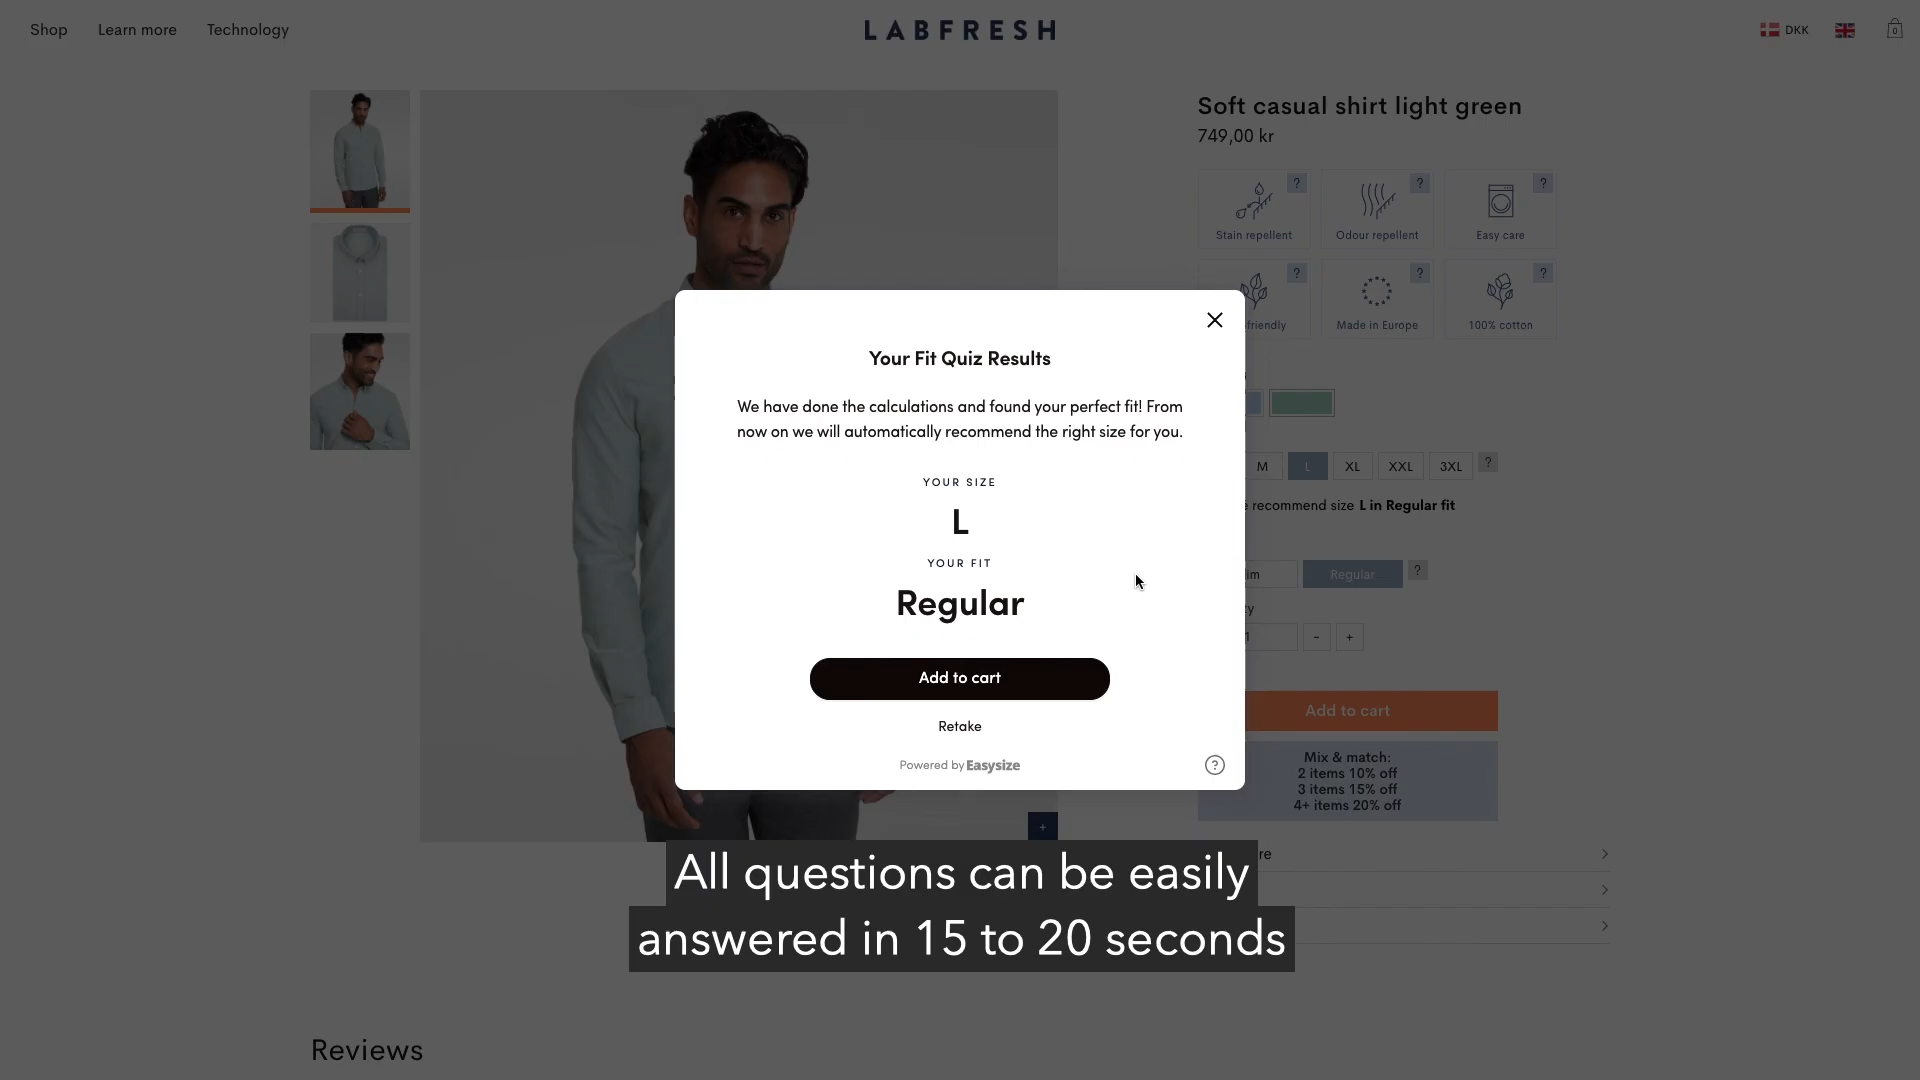 Shop
Learn more
Technology
LABFRESH
DKK
0
Soft casual shirt light green
749,00 kr
?
?
?
Stain repellent
Odour repellent
Easy care
?
?
?
friendly
Made in Europe
100% cotton
Your Fit Quiz Results
We have done the calculations and found your perfect fit! From
now on we will automatically recommend the right size for you.
YOUR SIZE
L
YOUR FIT
Regular
Add to cart
Retake
Powered by Easysize
?
M
L
XL
XXL
3XL
?
recommend size L in Regular fit
Regular
?
1
-
+
Add to cart
Mix & match:
2 items 10% off
3 items 15% off
4+ items 20% off
+
All questions can be easily
answered in 15 to 20 seconds
Reviews